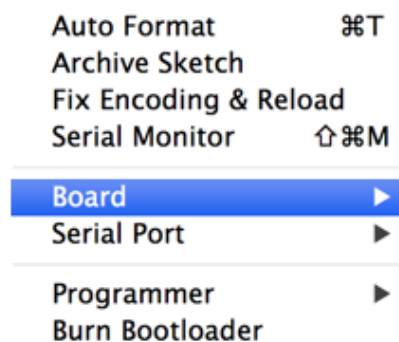 Auto Format ⌘T
Archive Sketch
Fix Encoding & Reload
Serial Monitor ⇧⌘M
Board ▶
Serial Port ▶
Programmer ▶
Burn Bootloader